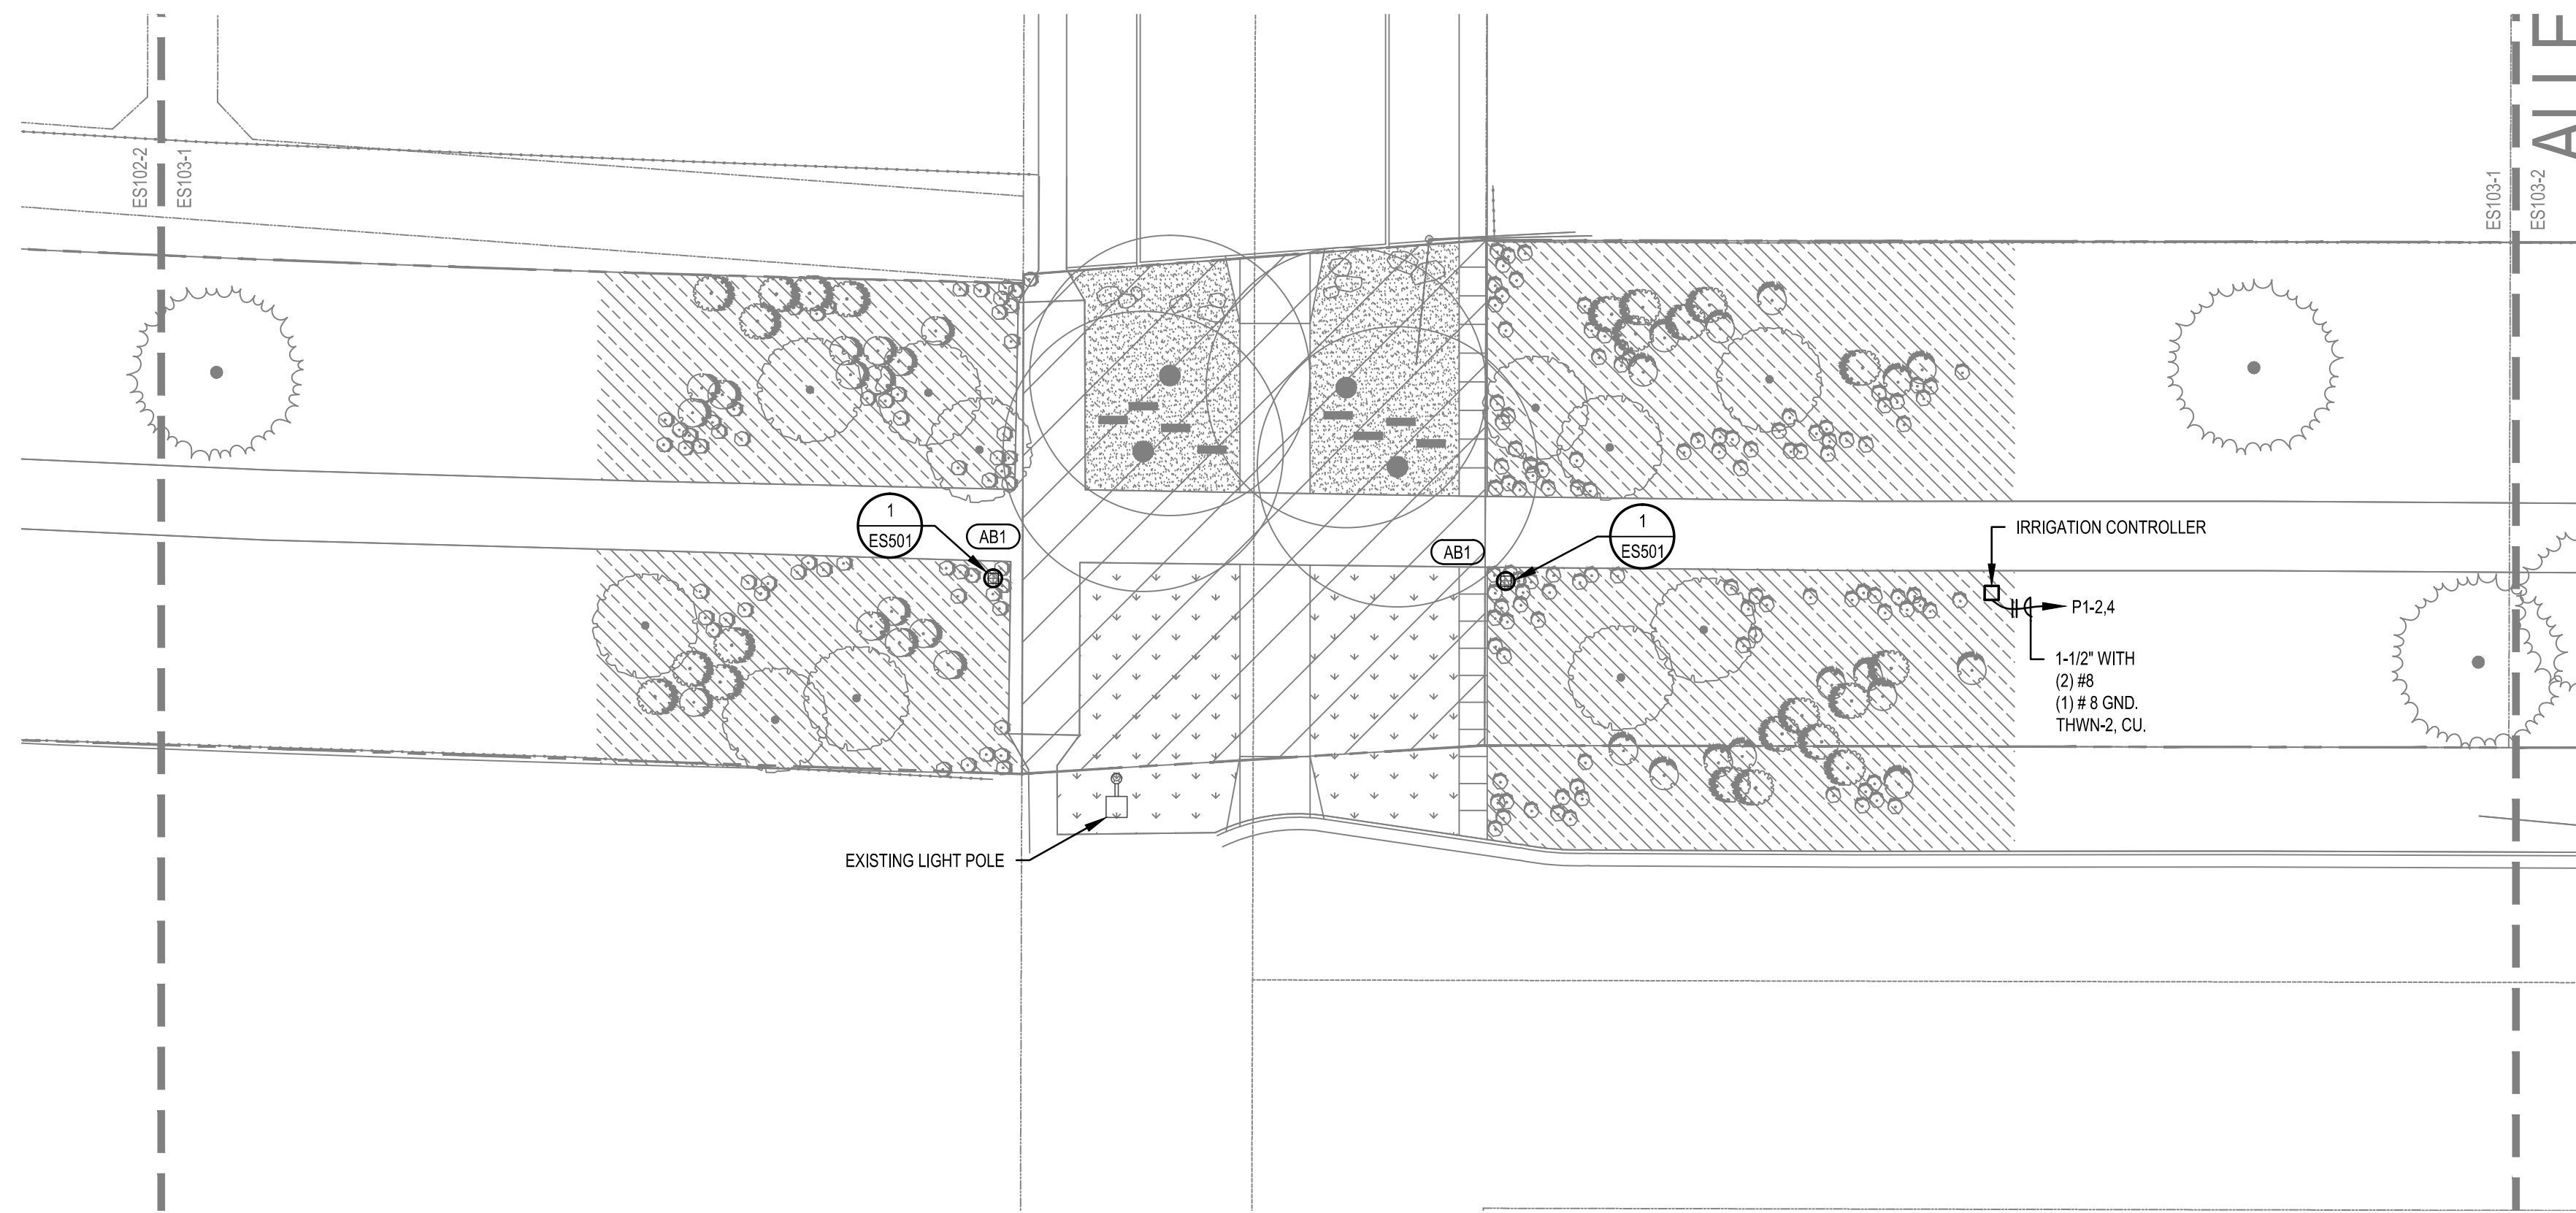 ES102-2
ES103-1
ES103-1
ES103-2
1
ES501
AB1
AB1
1
ES501
IRRIGATION CONTROLLER
P1-2,4
1-1/2" WITH
(2) #8
(1) # 8 GND.
THWN-2, CU.
EXISTING LIGHT POLE